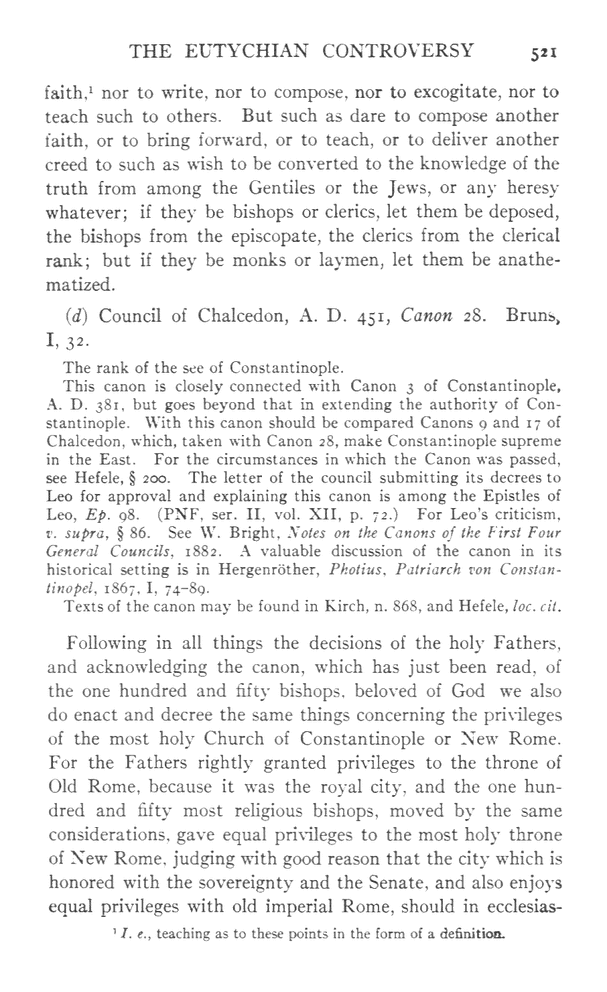 THE EUTYCHIAN CONTROVERSY 521
faith,¹ nor to write, nor to compose, nor to excogitate, nor to
teach such to others. But such as dare to compose another
faith, or to bring forward, or to teach, or to deliver another
creed to such as wish to be converted to the knowledge of the
truth from among the Gentiles or the Jews, or any heresy
whatever; if they be bishops or clerics, let them be deposed,
the bishops from the episcopate, the clerics from the clerical
rank; but if they be monks or laymen, let them be anathe-
matized.
(d) Council of Chalcedon, A. D. 451, Canon 28. Bruns,
I, 32.
The rank of the see of Constantinople.
This canon is closely connected with Canon 3 of Constantinople,
A. D. 381, but goes beyond that in extending the authority of Con-
stantinople. With this canon should be compared Canons 9 and 17 of
Chalcedon, which, taken with Canon 28, make Constantinople supreme
in the East. For the circumstances in which the Canon was passed,
see Hefele, § 200. The letter of the council submitting its decrees to
Leo for approval and explaining this canon is among the Epistles of
Leo, Ep. 98. (PNF, ser. II, vol. XII, p. 72.) For Leo's criticism,
v. supra, § 86. See W. Bright, Notes on the Canons of the First Four
General Councils, 1882. A valuable discussion of the canon in its
historical setting is in Hergenröther, Photius, Patriarch von Constan-
tinopel, 1867, I, 74-89.
Texts of the canon may be found in Kirch, n. 868, and Hefele, loc. cit.
Following in all things the decisions of the holy Fathers,
and acknowledging the canon, which has just been read, of
the one hundred and fifty bishops, beloved of God we also
do enact and decree the same things concerning the privileges
of the most holy Church of Constantinople or New Rome.
For the Fathers rightly granted privileges to the throne of
Old Rome, because it was the royal city, and the one hun-
dred and fifty most religious bishops, moved by the same
considerations, gave equal privileges to the most holy throne
of New Rome, judging with good reason that the city which is
honored with the sovereignty and the Senate, and also enjoys
equal privileges with old imperial Rome, should in ecclesias-
¹ I. e., teaching as to these points in the form of a definition.